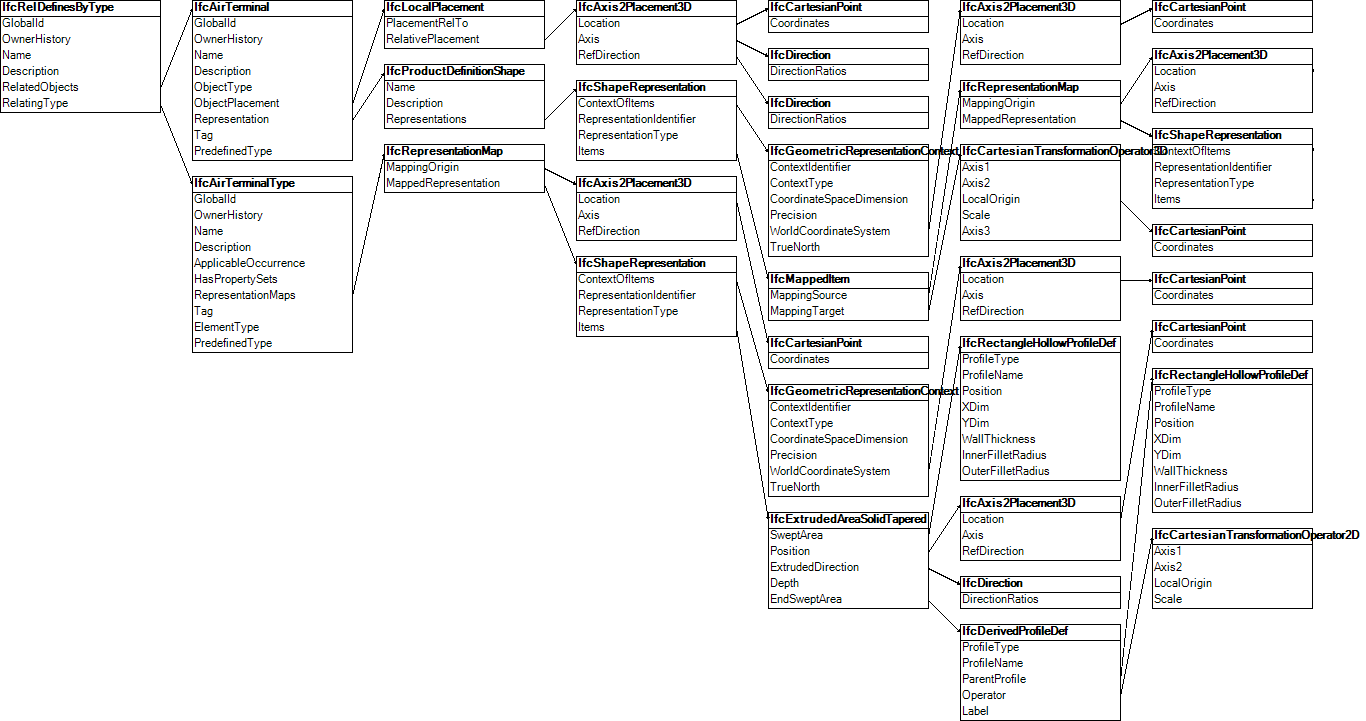 IfcRelDefinesByType
GlobalId
OwnerHistory
Name
Description
RelatedObjects
RelatingType
IfcAirTerminal
GlobalId
OwnerHistory
Name
Description
ObjectType
ObjectPlacement
Representation
Tag
PredefinedType
IfcAirTerminalType
GlobalId
OwnerHistory
Name
Description
ApplicableOccurrence
HasPropertySets
RepresentationMaps
Tag
ElementType
PredefinedType
IfcLocalPlacement
PlacementRelTo
RelativePlacement
IfcProductDefinitionShape
Name
Description
Representations
IfcRepresentationMap
MappingOrigin
MappedRepresentation
IfcAxis2Placement3D
Location
Axis
RefDirection
IfcShapeRepresentation
ContextOfItems
RepresentationIdentifier
RepresentationType
Items
IfcAxis2Placement3D
Location
Axis
RefDirection
IfcShapeRepresentation
ContextOfItems
RepresentationIdentifier
RepresentationType
Items
IfcCartesianPoint
Coordinates
IfcDirection
DirectionRatios
IfcDirection
DirectionRatios
IfcGeometricRepresentationContext
ContextIdentifier
ContextType
CoordinateSpaceDimension
Precision
WorldCoordinateSystem
TrueNorth
IfcMappedItem
MappingSource
MappingTarget
IfcCartesianPoint
Coordinates
IfcGeometricRepresentationContext
ContextIdentifier
ContextType
CoordinateSpaceDimension
Precision
WorldCoordinateSystem
TrueNorth
IfcExtrudedAreaSolidTapered
SweptArea
Position
ExtrudedDirection
Depth
EndSweptArea
IfcAxis2Placement3D
Location
Axis
RefDirection
IfcRepresentationMap
MappingOrigin
MappedRepresentation
IfcCartesianTransformationOperator3D
Axis1
Axis2
LocalOrigin
Scale
Axis3
IfcAxis2Placement3D
Location
Axis
RefDirection
IfcRectangleHollowProfileDef
ProfileType
ProfileName
Position
XDim
YDim
WallThickness
InnerFilletRadius
OuterFilletRadius
IfcAxis2Placement3D
Location
Axis
RefDirection
IfcDirection
DirectionRatios
IfcDerivedProfileDef
ProfileType
ProfileName
ParentProfile
Operator
Label
IfcCartesianPoint
Coordinates
IfcAxis2Placement3D
Location
Axis
RefDirection
IfcShapeRepresentation
ContextOfItems
RepresentationIdentifier
RepresentationType
Items
IfcCartesianPoint
Coordinates
IfcCartesianPoint
Coordinates
IfcCartesianPoint
Coordinates
IfcRectangleHollowProfileDef
ProfileType
ProfileName
Position
XDim
YDim
WallThickness
InnerFilletRadius
OuterFilletRadius
IfcCartesianTransformationOperator2D
Axis1
Axis2
LocalOrigin
Scale